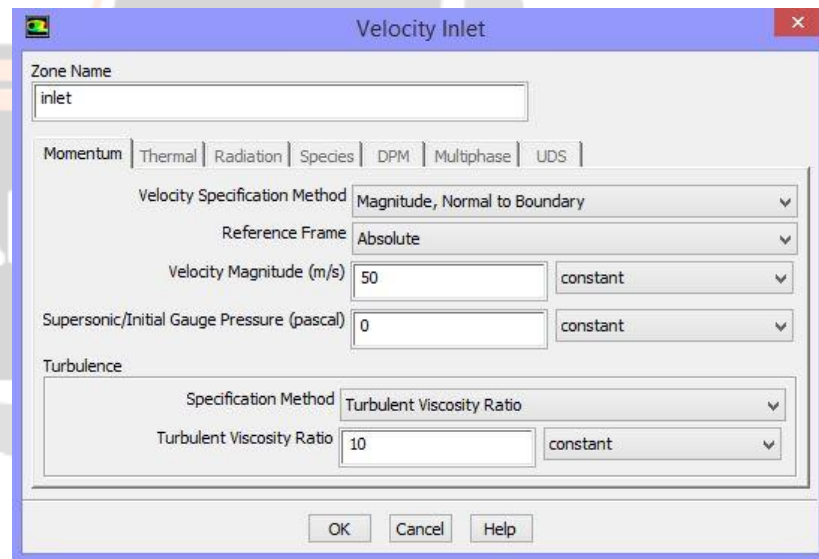 Velocity Inlet
Zone Name
inlet
Momentum Thermal Radiation Species DPM Multiphase UDS
Velocity Specification Method Magnitude, Normal to Boundary
Reference Frame Absolute
Velocity Magnitude (m/s) 50 constant
Supersonic/Initial Gauge Pressure (pascal) 0 constant
Turbulence
Specification Method Turbulent Viscosity Ratio
Turbulent Viscosity Ratio 10 constant
OK Cancel Help